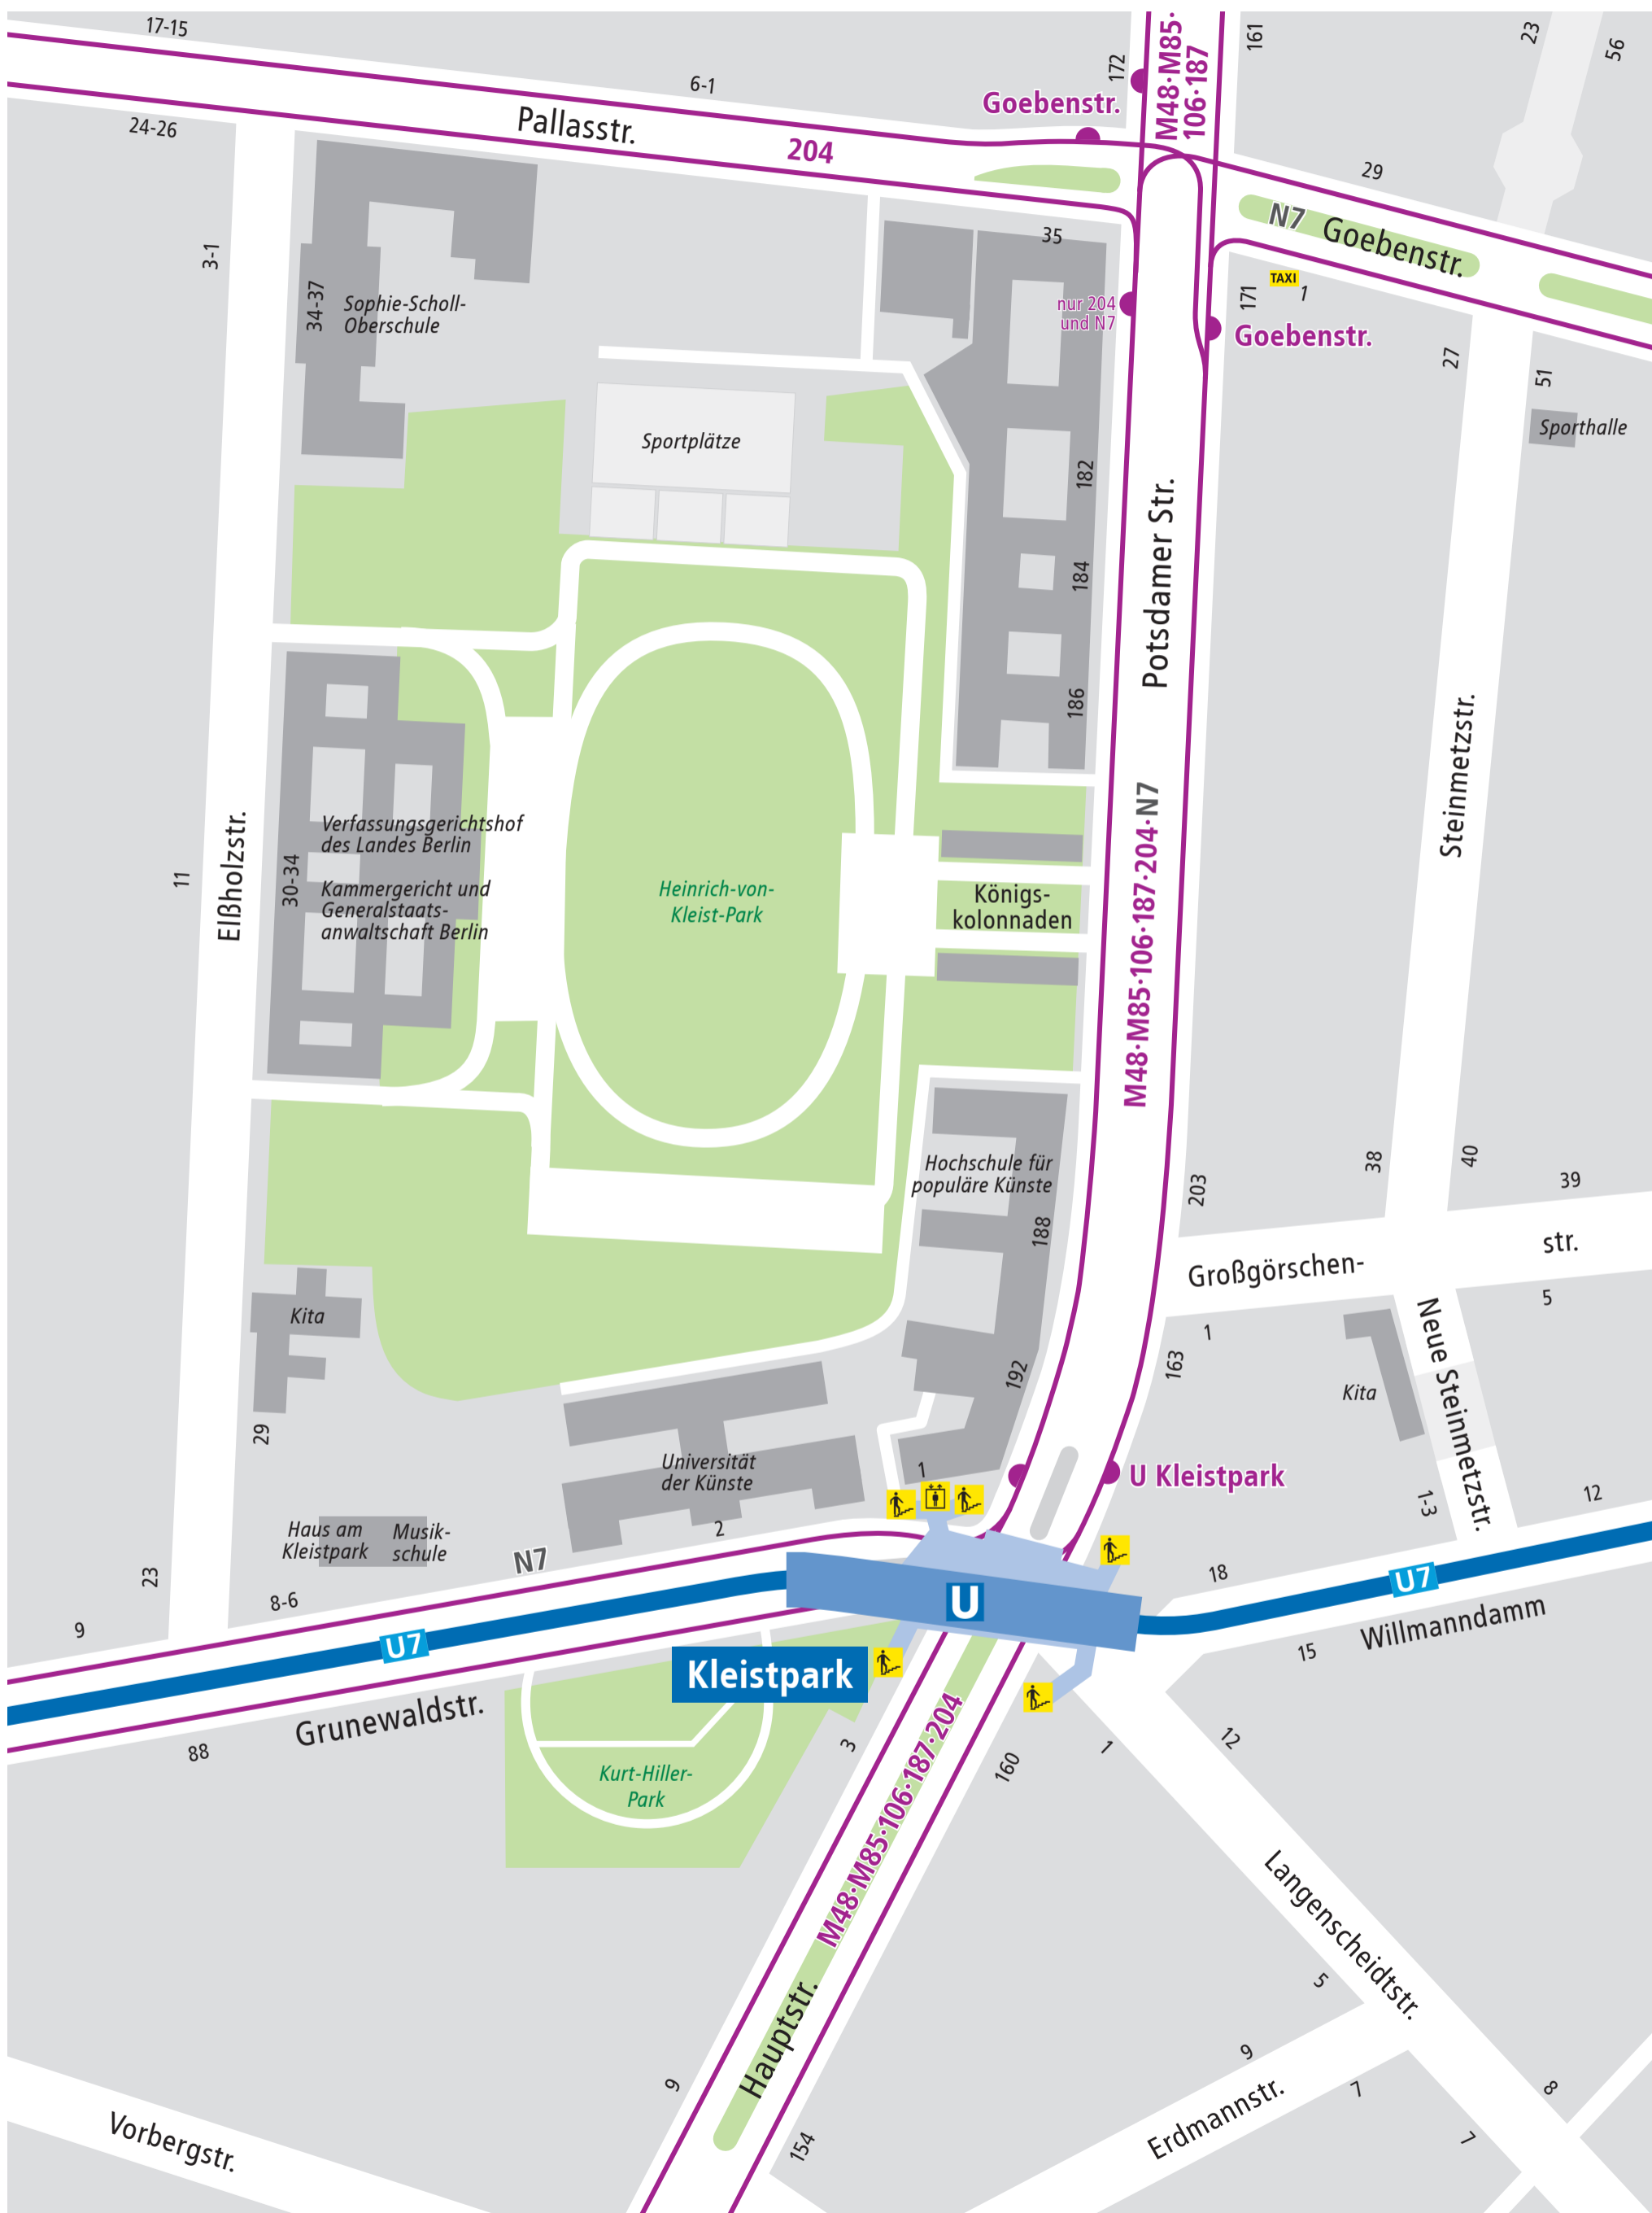 17-15
6-1
24-26
Pallasstr.
204
Goebenstr.
172
M48·M85·
106·187
161
23
56
29
N7
Goebenstr.
TAXI
1
171
35
nur 204
und N7
Goebenstr.
27
51
Sporthalle
3-1
34-37
Sophie-Scholl-
Oberschule
Sportplätze
182
184
186
Potsdamer Str.
M48·M85·106·187·204·N7
Steinmetzstr.
11
Elßholzstr.
30-34
Verfassungsgerichtshof
des Landes Berlin
Kammergericht und
Generalstaats-
anwaltschaft Berlin
Heinrich-von-
Kleist-Park
Königs-
kolonnaden
Hochschule für
populäre Künste
188
192
203
38
40
39
Großgörschen-
str.
5
1
163
Kita
Neue Steinmetzstr.
1-3
12
Kita
29
Universität
der Künste
1
U Kleistpark
Haus am
Kleistpark
Musik-
schule
2
N7
23
8-6
9
U7
U
18
U7
Willmanndamm
15
Kleistpark
Grunewaldstr.
88
Kurt-Hiller-
Park
3
M48·M85·106·187·204
160
1
12
Langenscheidtstr.
5
Hauptstr.
9
154
Vorbergstr.
Erdmannstr.
9
7
8
7